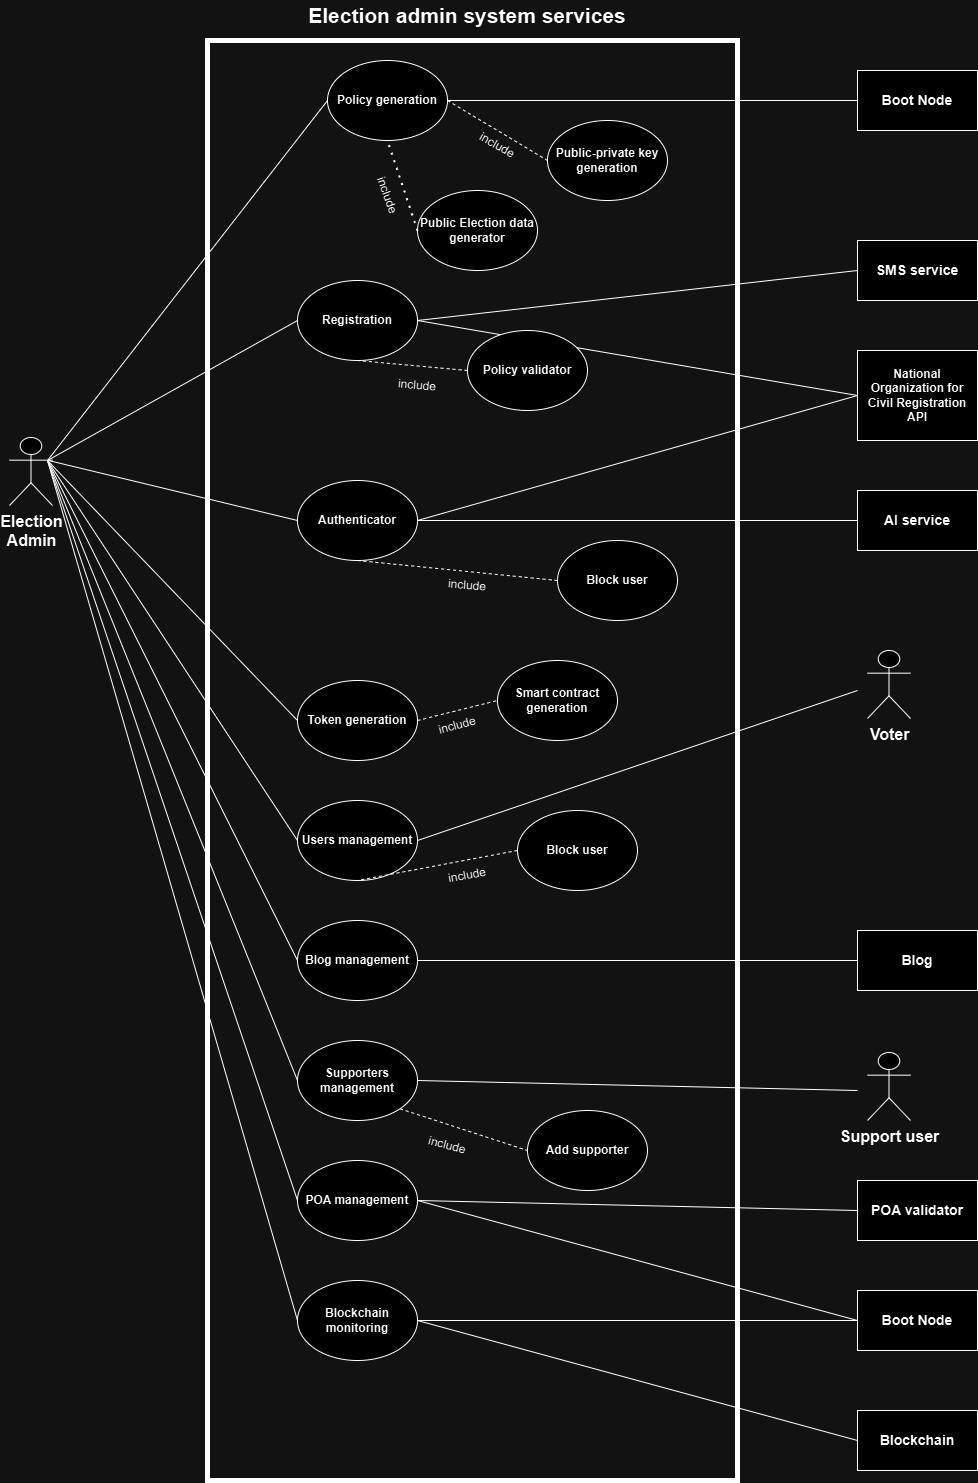 Election admin system services
Policy generation
Boot Node
include
Public-private key
generation
include
Public Election data
generator
SMS service
Registration
Policy validator
include
National
Organization for
Civil Registration
API
Election
Admin
Authenticator
AI service
include
Block user
Smart contract
generation
Token generation
include
Voter
Users management
Block user
include
Blog management
Blog
Supporters
management
include
Add supporter
Support user
POA management
POA validator
Blockchain
monitoring
Boot Node
Blockchain